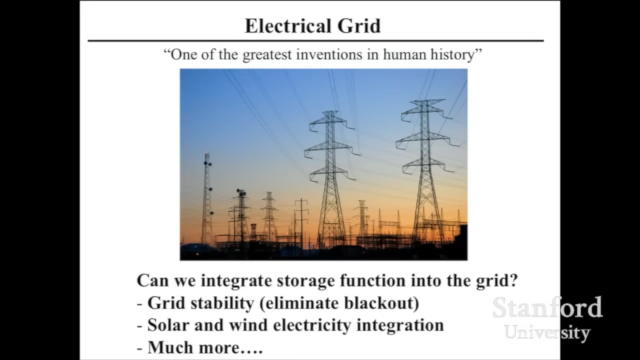 Electrical Grid
“One of the greatest inventions in human history”
Can we integrate storage function into the grid?
- Grid stability (eliminate blackout)
- Solar and wind electricity integration
- Much more….
Stanford
University